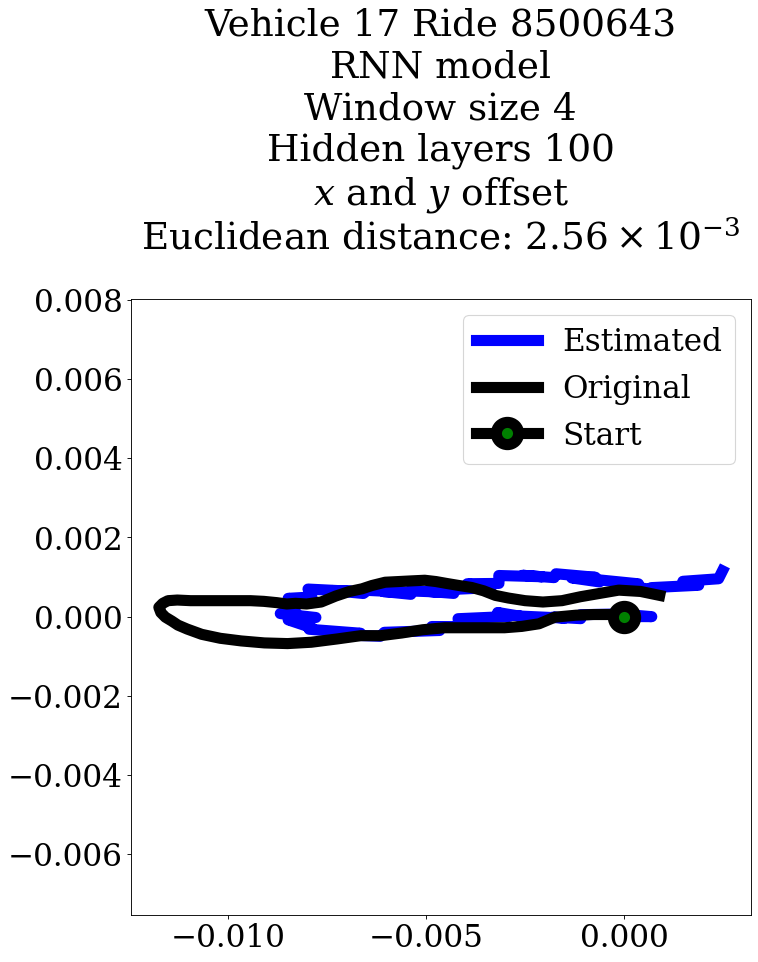 Vehicle 17 Ride 8500643
RNN model
Window size 4
Hidden layers 100
x and y offset
Euclidean distance: 2.56 × 10⁻³
0.008
Estimated
0.006
Original
Start
0.004
0.002
0.000
−0.002
−0.004
−0.006
−0.010 −0.005 0.000